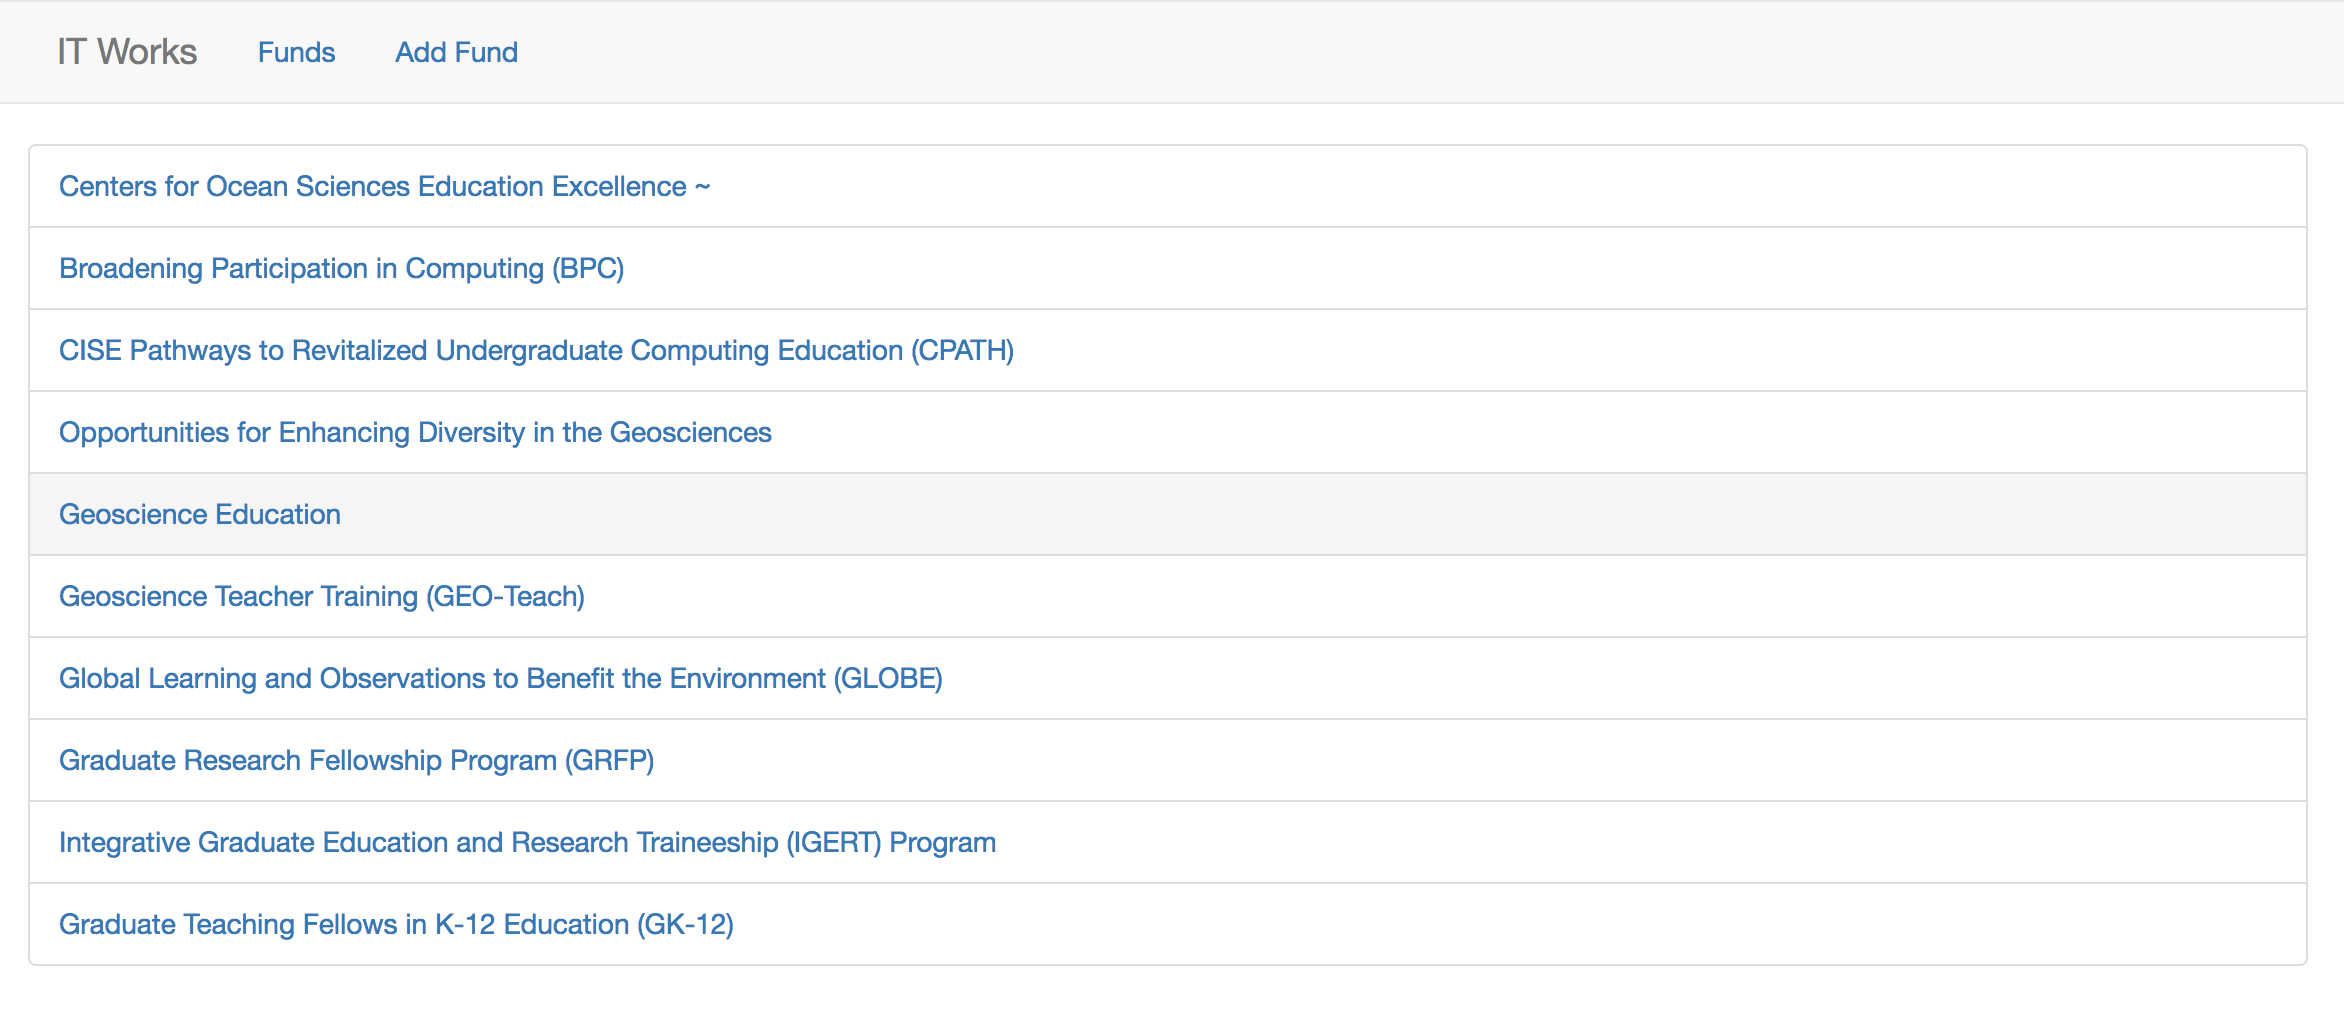 IT Works Funds Add Fund
Centers for Ocean Sciences Education Excellence ~
Broadening Participation in Computing (BPC)
CISE Pathways to Revitalized Undergraduate Computing Education (CPATH)
Opportunities for Enhancing Diversity in the Geosciences
Geoscience Education
Geoscience Teacher Training (GEO-Teach)
Global Learning and Observations to Benefit the Environment (GLOBE)
Graduate Research Fellowship Program (GRFP)
Integrative Graduate Education and Research Traineeship (IGERT) Program
Graduate Teaching Fellows in K-12 Education (GK-12)